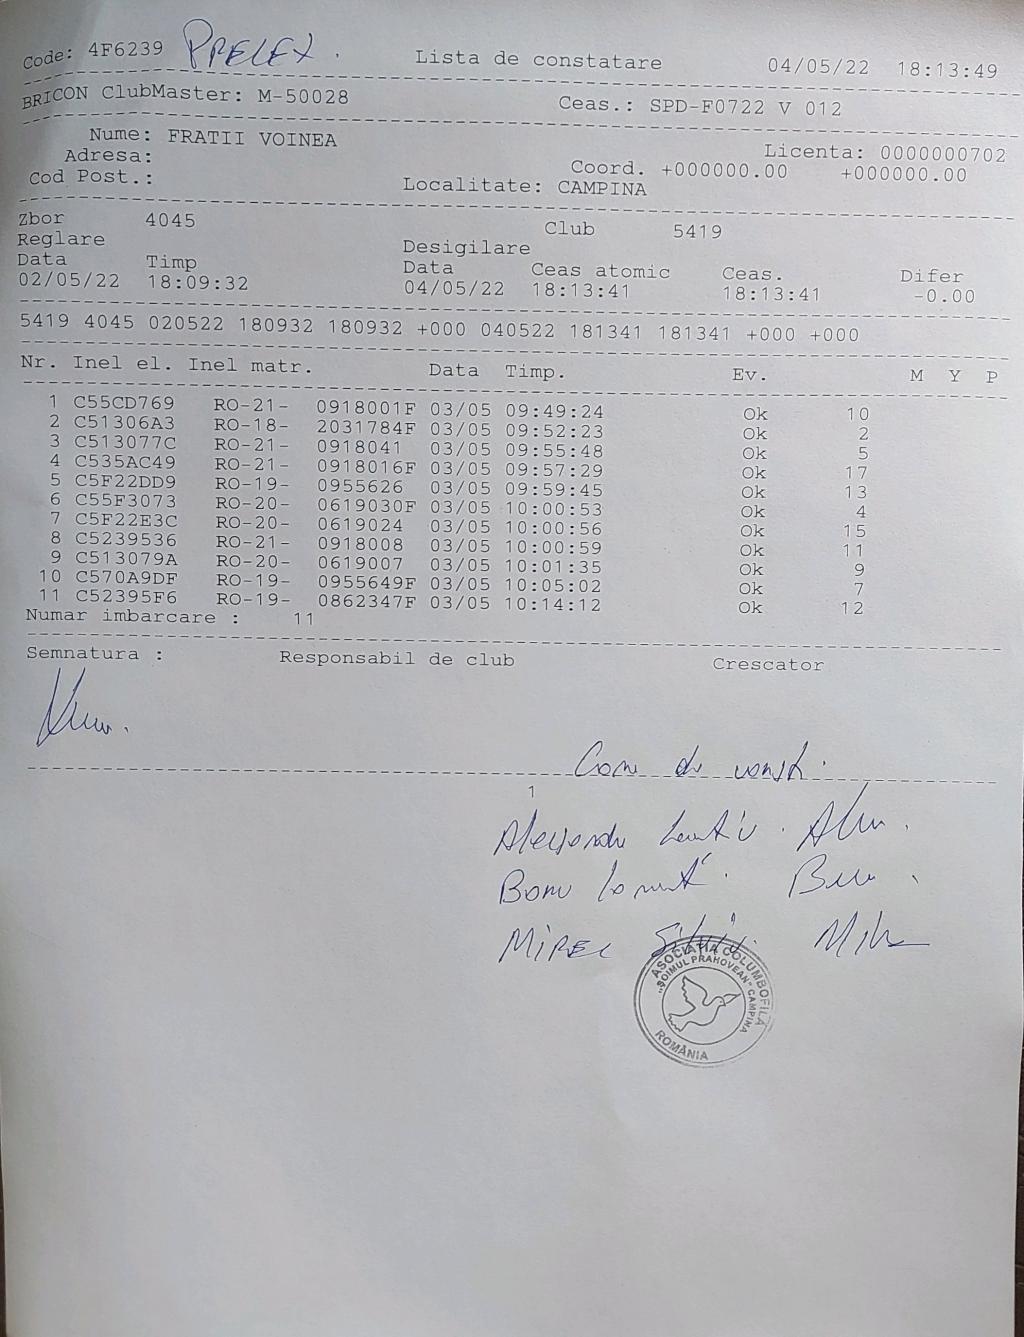 Code: 4F6239 PRELEX. Lista de constatare 04/05/22 18:13:49
BRICON ClubMaster: M-50028 Ceas.: SPD-F0722 V 012
Nume: FRATII VOINEA Licenta: 0000000702
Adresa: Coord. +000000.00 +000000.00
Cod Post.: Localitate: CAMPINA
Zbor 4045 Club 5419
Reglare Desigilare
Data Timp Data Ceas atomic Ceas. Difer
02/05/22 18:09:32 04/05/22 18:13:41 18:13:41 -0.00
5419 4045 020522 180932 180932 +000 040522 181341 181341 +000 +000
Nr. Inel el. Inel matr. Data Timp. Ev. M Y P
1 C55CD769 RO-21- 0918001F 03/05 09:49:24 Ok 10
2 C51306A3 RO-18- 2031784F 03/05 09:52:23 Ok 2
3 C513077C RO-21- 0918041 03/05 09:55:48 Ok 5
4 C535AC49 RO-21- 0918016F 03/05 09:57:29 Ok 17
5 C5F22DD9 RO-19- 0955626 03/05 09:59:45 Ok 13
6 C55F3073 RO-20- 0619030F 03/05 10:00:53 Ok 4
7 C5F22E3C RO-20- 0619024 03/05 10:00:56 Ok 15
8 C5239536 RO-21- 0918008 03/05 10:00:59 Ok 11
9 C513079A RO-20- 0619007 03/05 10:01:35 Ok 9
10 C570A9DF RO-19- 0955649F 03/05 10:05:02 Ok 7
11 C52395F6 RO-19- 0862347F 03/05 10:14:12 Ok 12
Numar imbarcare : 11
Semnatura : Responsabil de club Crescator
Com de const.
1
MIREL
ASOCIAȚIA COLUMBOFILĂ
"ȘOIMUL PRAHOVEAN" CAMPINA
ROMÂNIA